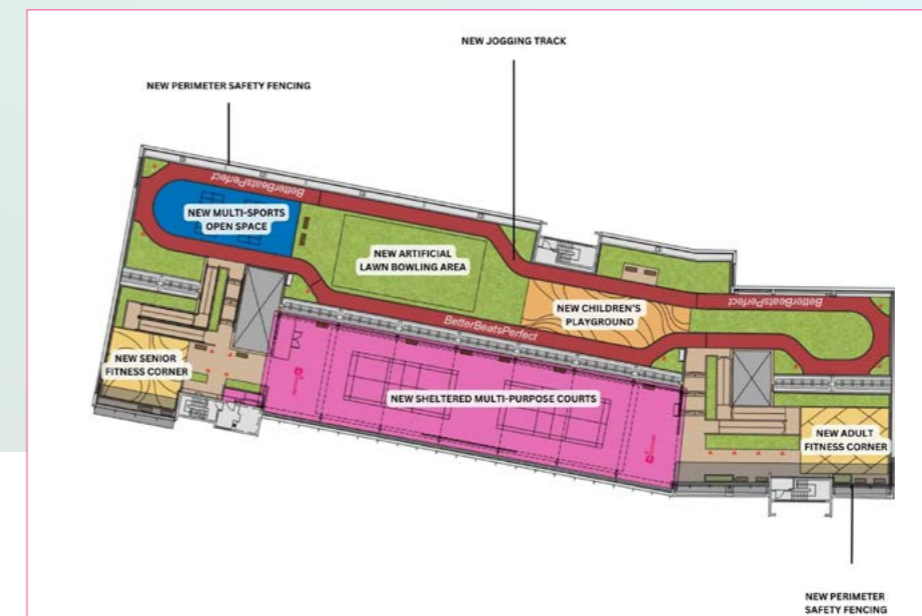 NEW JOGGING TRACK
NEW PERIMETER SAFETY FENCING
BetterBeatsPerfect
NEW MULTI-SPORTS
OPEN SPACE
NEW ARTIFICIAL
LAWN BOWLING AREA
BetterBeatsPerfect
NEW CHILDREN'S
PLAYGROUND
BetterBeatsPerfect
NEW SENIOR
FITNESS CORNER
NEW SHELTERED MULTI-PURPOSE COURTS
NEW ADULT
FITNESS CORNER
NEW PERIMETER
SAFETY FENCING